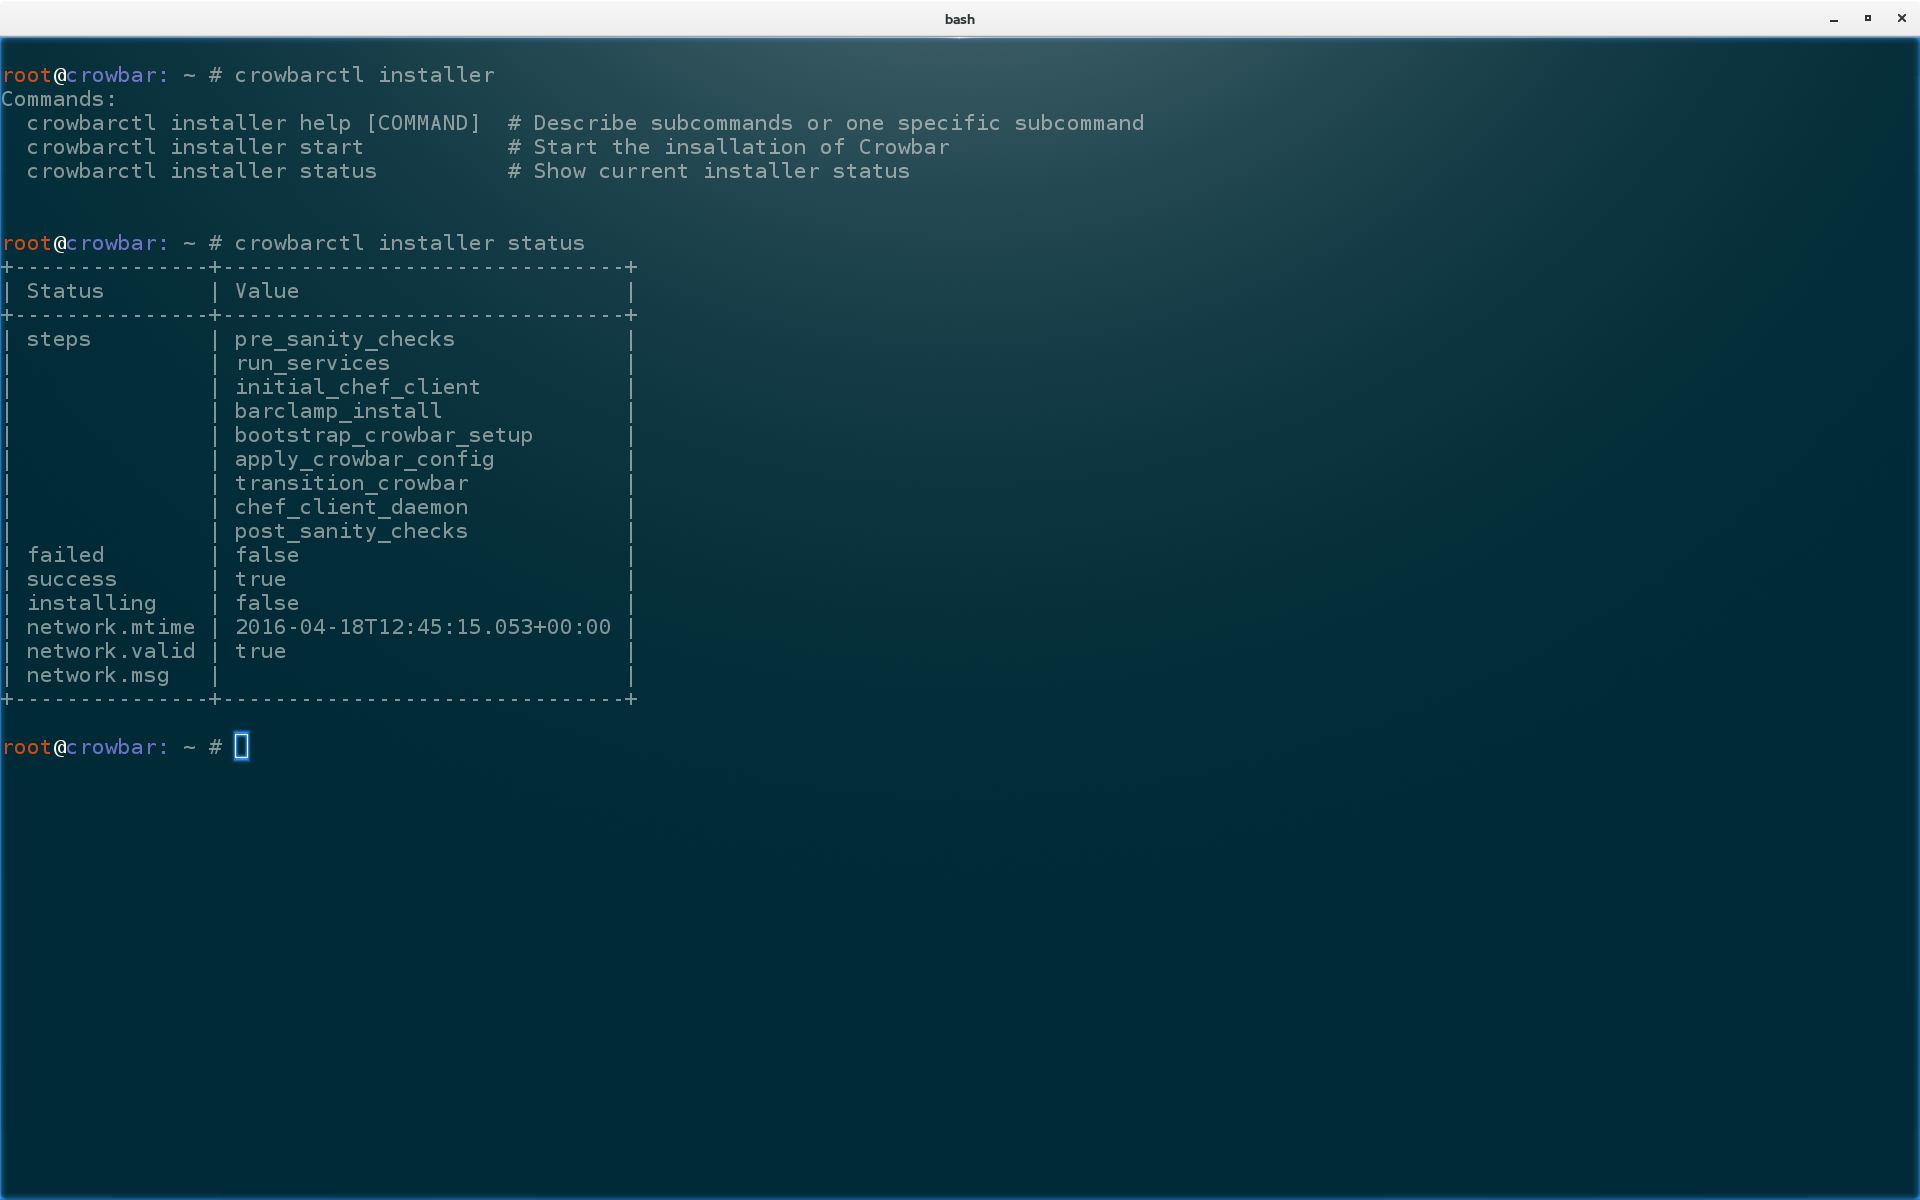 bash
root@crowbar: ~ # crowbarctl installer
Commands:
  crowbarctl installer help [COMMAND]  # Describe subcommands or one specific subcommand
  crowbarctl installer start           # Start the insallation of Crowbar
  crowbarctl installer status          # Show current installer status
root@crowbar: ~ # crowbarctl installer status
+---------------+-------------------------------+
| Status        | Value                         |
+---------------+-------------------------------+
| steps         | pre_sanity_checks             |
|               | run_services                  |
|               | initial_chef_client           |
|               | barclamp_install              |
|               | bootstrap_crowbar_setup       |
|               | apply_crowbar_config          |
|               | transition_crowbar            |
|               | chef_client_daemon            |
|               | post_sanity_checks            |
| failed        | false                         |
| success       | true                          |
| installing    | false                         |
| network.mtime | 2016-04-18T12:45:15.053+00:00 |
| network.valid | true                          |
| network.msg   |                               |
+---------------+-------------------------------+
root@crowbar: ~ #